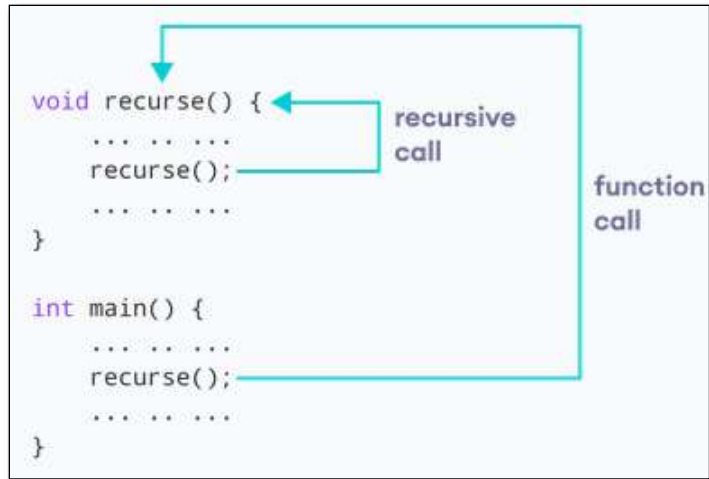 void recurse() {
... .. ...
recurse();
... .. ...
}
recursive
call
function
call
int main() {
... .. ...
recurse();
... .. ...
}